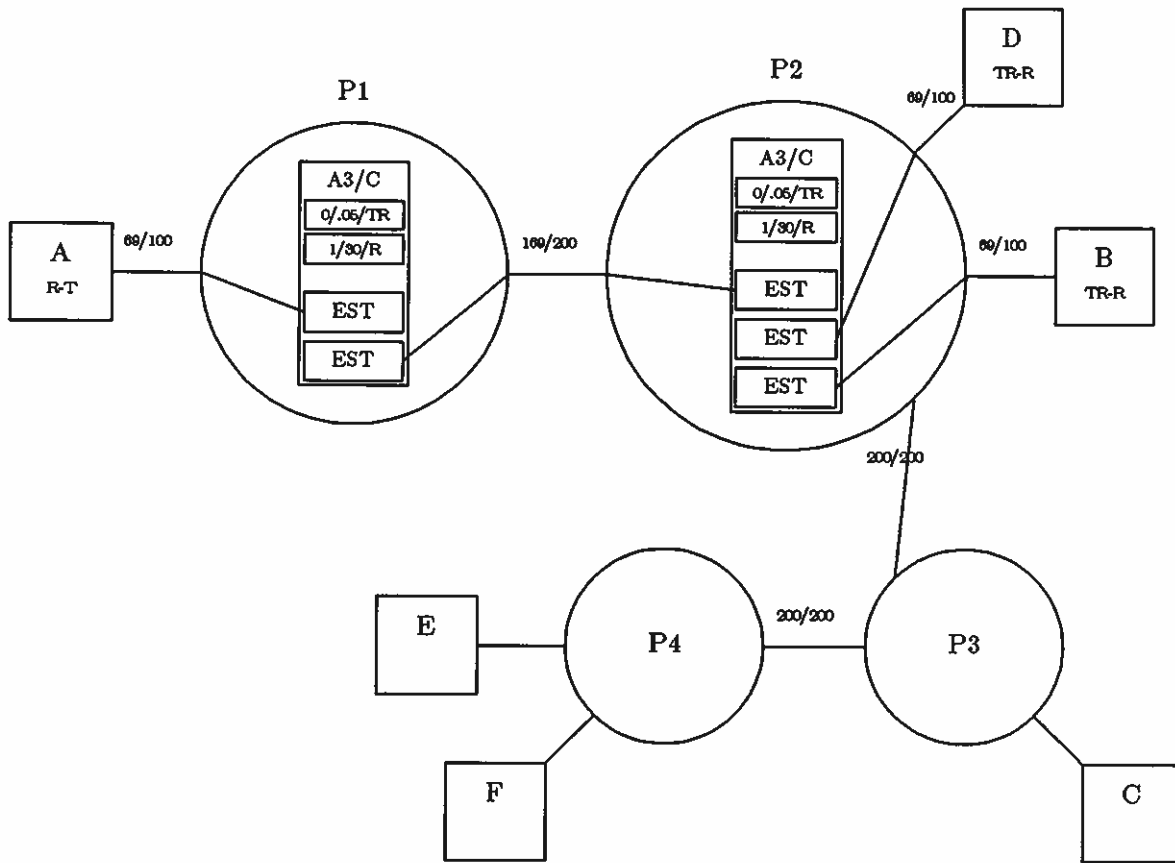 P1
P2
D
TR-R
69/100
A3/C
0/.05/TR
1/30/R
EST
EST
A
R-T
69/100
169/200
A3/C
0/.05/TR
1/30/R
EST
EST
EST
69/100
B
TR-R
200/200
E
P4
200/200
P3
F
C